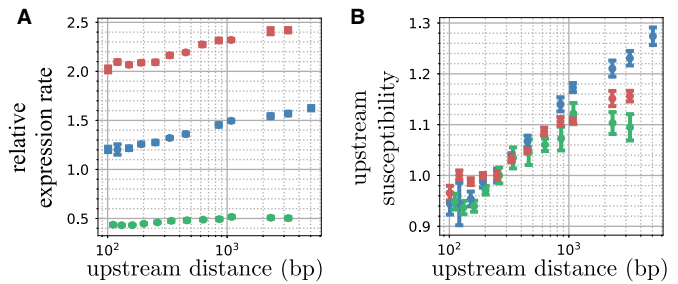 A
2.5
2.0
1.5
1.0
0.5
relative
expression rate
10²
10³
upstream distance (bp)
B
1.3
1.2
1.1
1.0
0.9
upstream
susceptibility
10²
10³
upstream distance (bp)